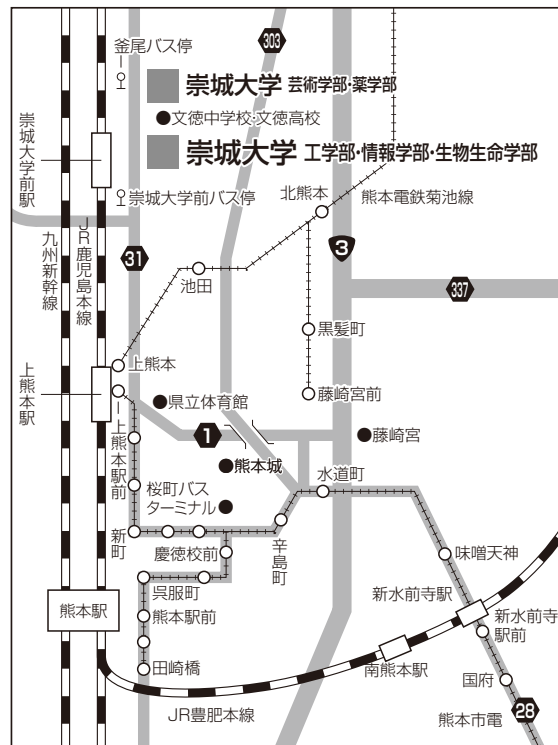 釜尾バス停
303
崇城大学 芸術学部・薬学部
文徳中学校・文徳高校
崇城大学 工学部・情報学部・生物生命学部
崇城大学前駅
崇城大学前バス停
北熊本
熊本電鉄菊池線
九州新幹線
JR鹿児島本線
31
3
池田
337
黒髪町
上熊本
上熊本駅
藤崎宮前
県立体育館
上熊本駅前
1
藤崎宮
熊本城
水道町
桜町バス
ターミナル
新町
辛島町
慶徳校前
味噌天神
呉服町
新水前寺駅
熊本駅
熊本駅前
新水前寺
駅前
田崎橋
南熊本駅
国府
JR豊肥本線
熊本市電
28